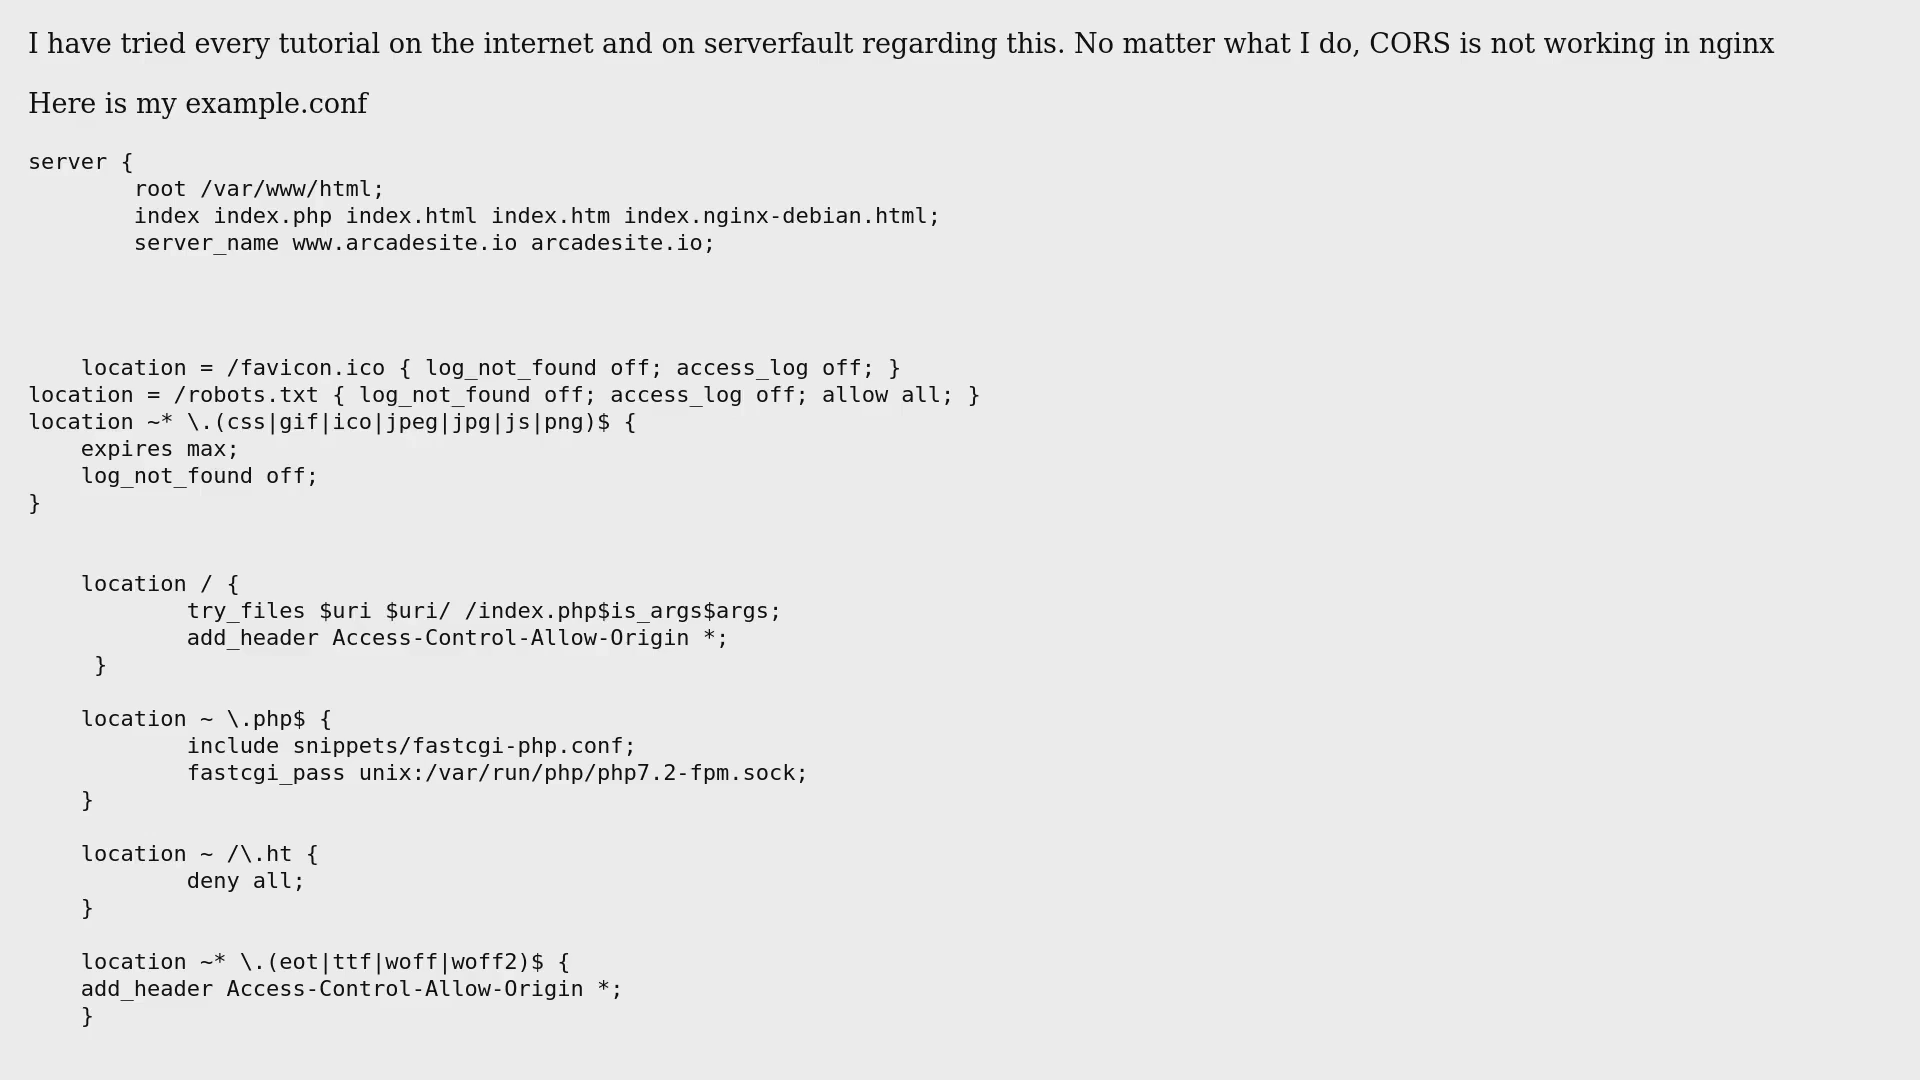 I have tried every tutorial on the internet and on serverfault regarding this. No matter what I do, CORS is not working in nginx
Here is my example.conf
server {
        root /var/www/html;
        index index.php index.html index.htm index.nginx-debian.html;
        server_name www.arcadesite.io arcadesite.io;
    location = /favicon.ico { log_not_found off; access_log off; }
location = /robots.txt { log_not_found off; access_log off; allow all; }
location ~* \.(css|gif|ico|jpeg|jpg|js|png)$ {
    expires max;
    log_not_found off;
}
    location / {
            try_files $uri $uri/ /index.php$is_args$args;
            add_header Access-Control-Allow-Origin *;
     }
    location ~ \.php$ {
            include snippets/fastcgi-php.conf;
            fastcgi_pass unix:/var/run/php/php7.2-fpm.sock;
    }
    location ~ /\.ht {
            deny all;
    }
    location ~* \.(eot|ttf|woff|woff2)$ {
    add_header Access-Control-Allow-Origin *;
    }